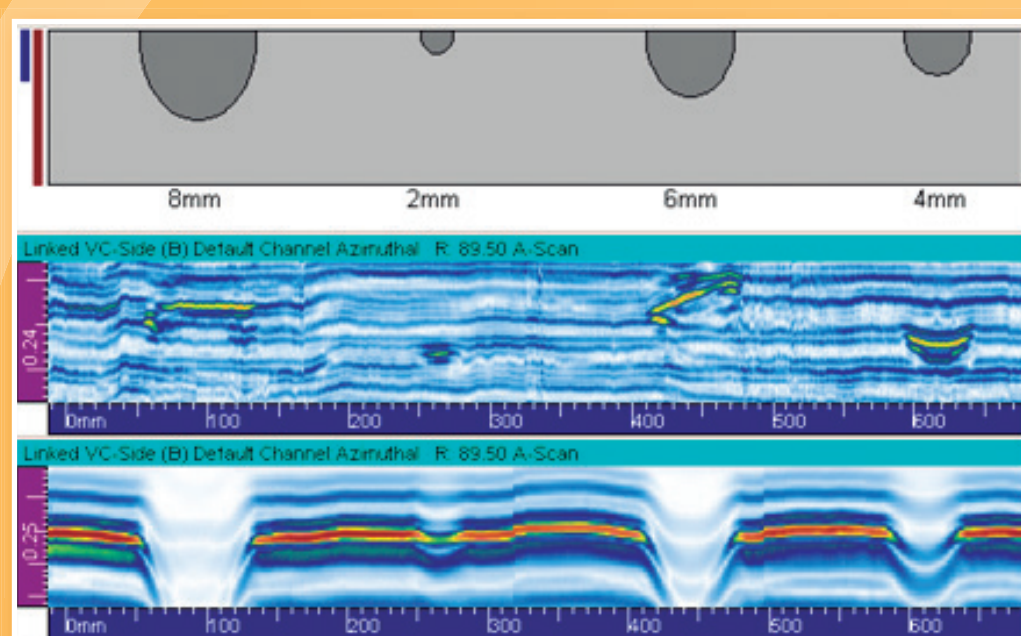 8mm 2mm 6mm 4mm
Linked VC-Side (B) Default Channel Azimuthal R: 89.50 A-Scan
0.24
0mm 100 200 300 400 500 600
Linked VC-Side (B) Default Channel Azimuthal R: 89.50 A-Scan
0.25
0mm 100 200 300 400 500 600